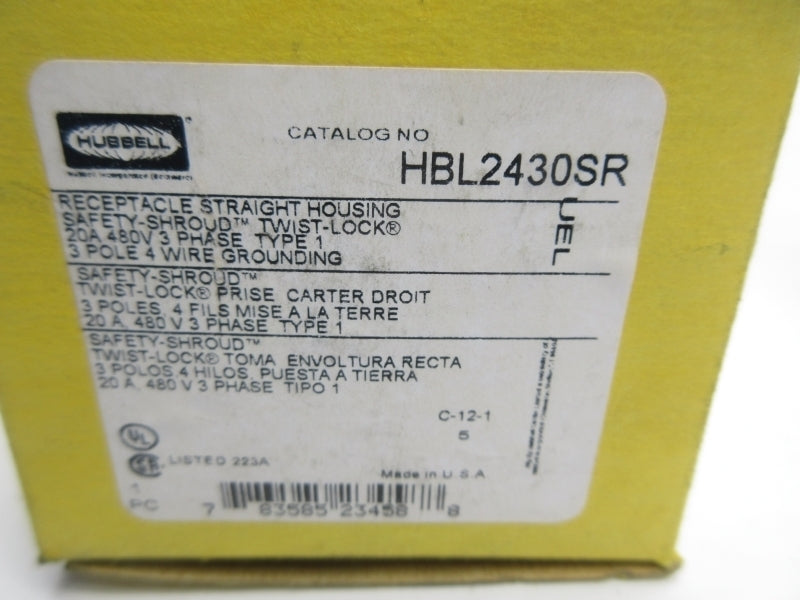 HUBBELL
CATALOG NO
HBL2430SR
RECEPTACLE STRAIGHT HOUSING
SAFETY-SHROUD™ TWIST-LOCK®
20A 480V 3 PHASE TYPE 1
3 POLE 4 WIRE GROUNDING
UEL
SAFETY-SHROUD™
TWIST-LOCK® PRISE CARTER DROIT
3 POLES, 4 FILS MISE A LA TERRE
20 A, 480 V 3 PHASE TYPE 1
SAFETY-SHROUD™
TWIST-LOCK® TOMA ENVOLTURA RECTA
3 POLOS 4 HILOS, PUESTA A TIERRA
20 A, 480 V 3 PHASE TIPO 1
C-12-1
5
UL
LISTED 223A
Made in U.S.A
1
PC
7 83585 23458 8